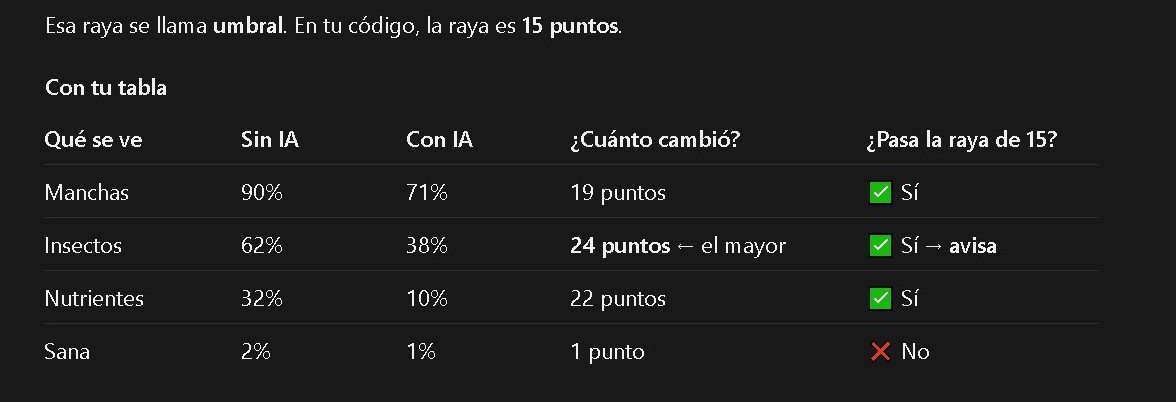 Esa raya se llama umbral. En tu código, la raya es 15 puntos.
Con tu tabla
Qué se ve Sin IA Con IA ¿Cuánto cambió? ¿Pasa la raya de 15?
Manchas 90% 71% 19 puntos ✅ Sí
Insectos 62% 38% 24 puntos ← el mayor ✅ Sí → avisa
Nutrientes 32% 10% 22 puntos ✅ Sí
Sana 2% 1% 1 punto ❌ No